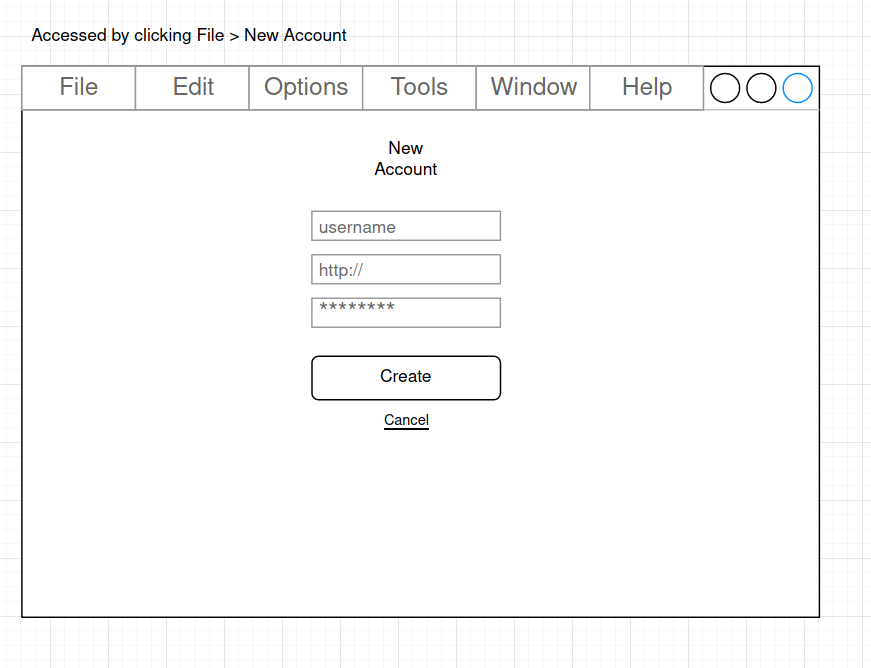 Accessed by clicking File > New Account
File Edit Options Tools Window Help
New
Account
username
http://
********
Create
Cancel